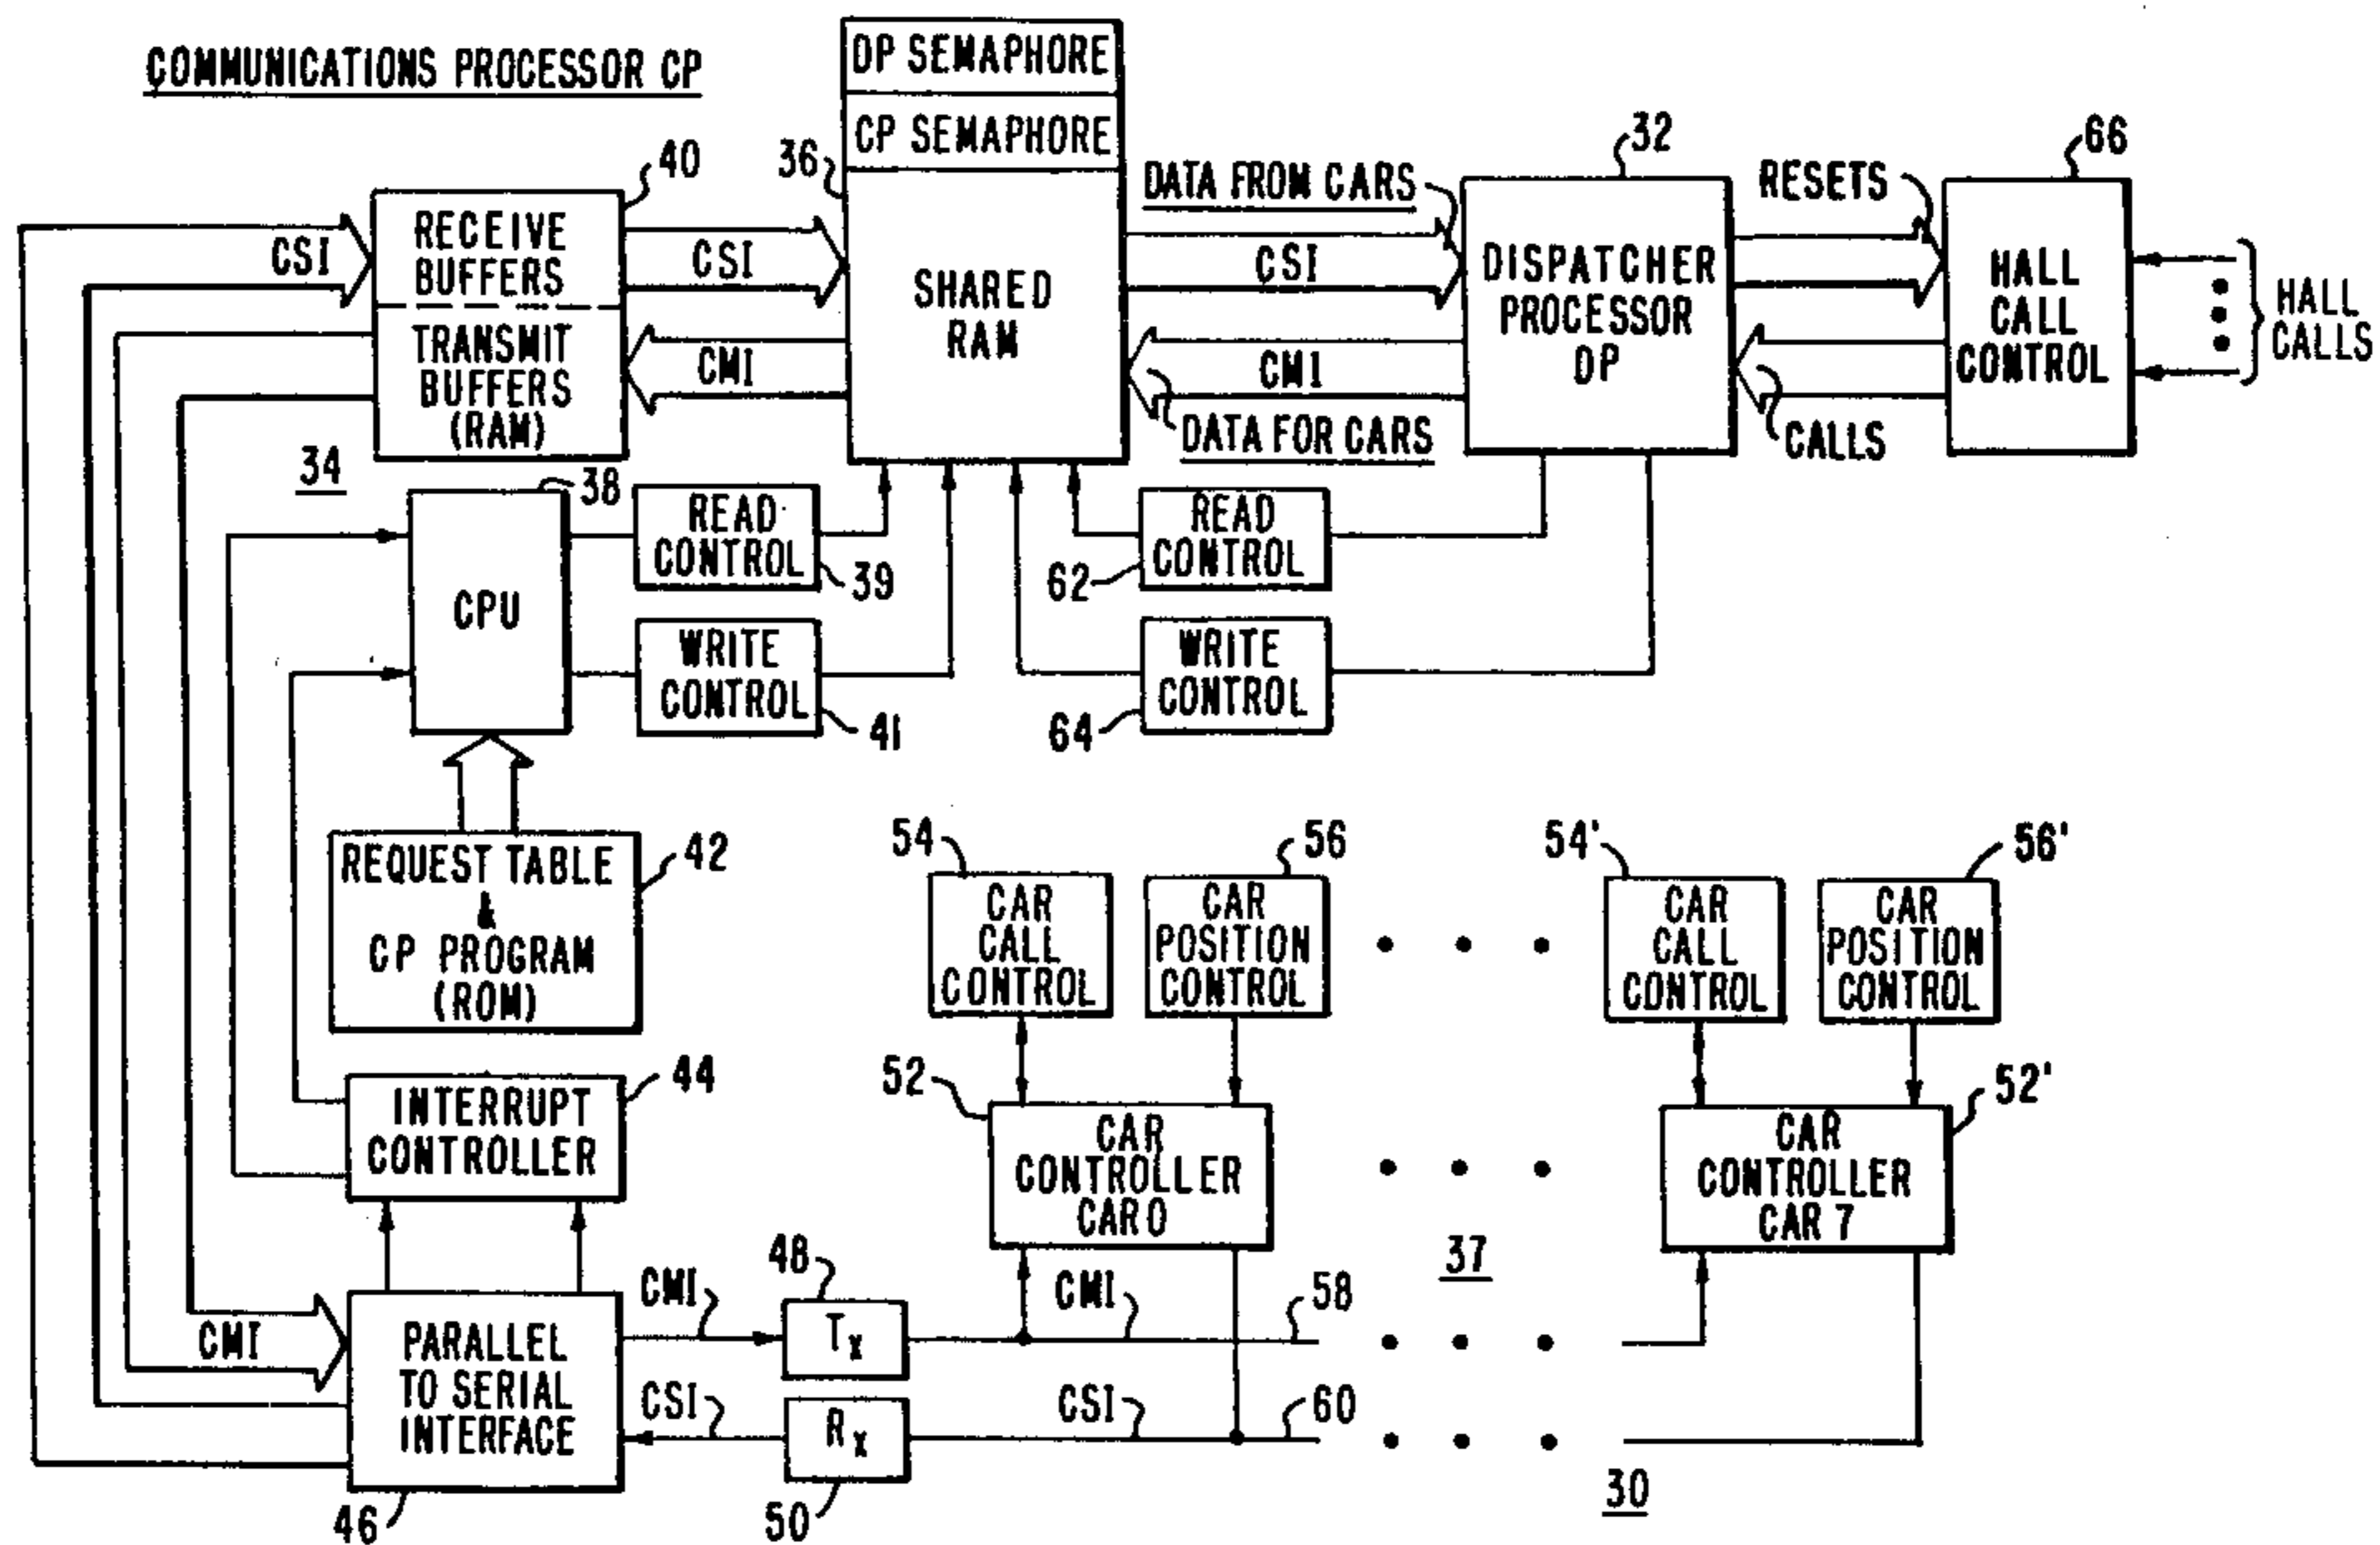 COMMUNICATIONS PROCESSOR CP
DP SEMAPHORE
CP SEMAPHORE
36
SHARED
RAM
40
RECEIVE
BUFFERS
TRANSMIT
BUFFERS
(RAM)
CSI
CSI
CMI
DATA FROM CARS
CSI
CMI
DATA FOR CARS
32
DISPATCHER
PROCESSOR
DP
RESETS
CALLS
66
HALL
CALL
CONTROL
HALL
CALLS
34
38
CPU
READ
CONTROL
39
WRITE
CONTROL
41
READ
CONTROL
62
WRITE
CONTROL
64
REQUEST TABLE
&
CP PROGRAM
(ROM)
42
INTERRUPT
CONTROLLER
44
CMI
PARALLEL
TO SERIAL
INTERFACE
46
CMI
48
Tx
CSI
Rx
50
54
CAR
CALL
CONTROL
56
CAR
POSITION
CONTROL
52
CAR
CONTROLLER
CAR 0
CMI
58
CSI
60
37
54'
CAR
CALL
CONTROL
56'
CAR
POSITION
CONTROL
52'
CAR
CONTROLLER
CAR 7
30